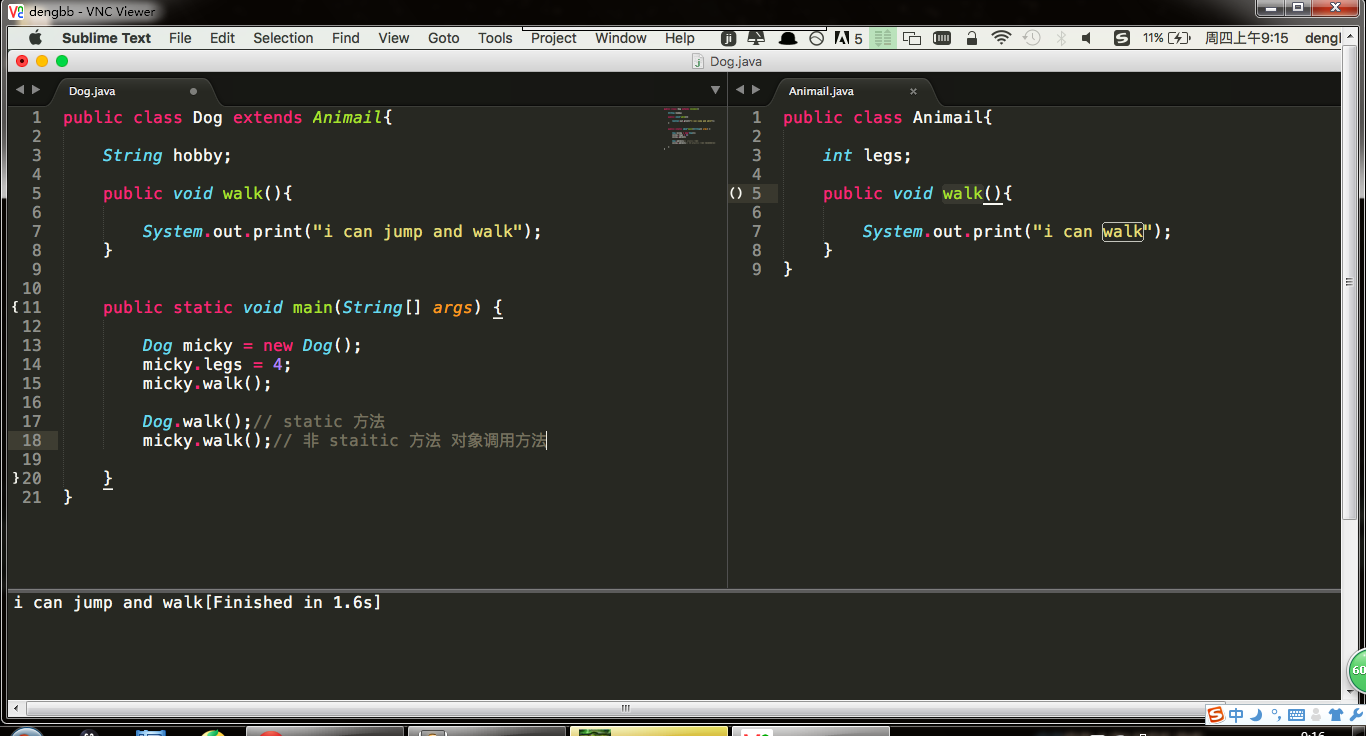 dengbb - VNC Viewer
Sublime Text File Edit Selection Find View Goto Tools Project Window Help 5 11% 周四上午9:15 dengl
Dog.java
Dog.java
1 public class Dog extends Animail{
2
3 String hobby;
4
5 public void walk(){
6
7 System.out.print("i can jump and walk");
8 }
9
10
11 public static void main(String[] args) {
12
13 Dog micky = new Dog();
14 micky.legs = 4;
15 micky.walk();
16
17 Dog.walk();// static 方法
18 micky.walk();// 非 staitic 方法 对象调用方法
19
20 }
21 }
Animail.java
1 public class Animail{
2
3 int legs;
4
5 public void walk(){
6
7 System.out.print("i can walk");
8 }
9 }
i can jump and walk[Finished in 1.6s]
60
中